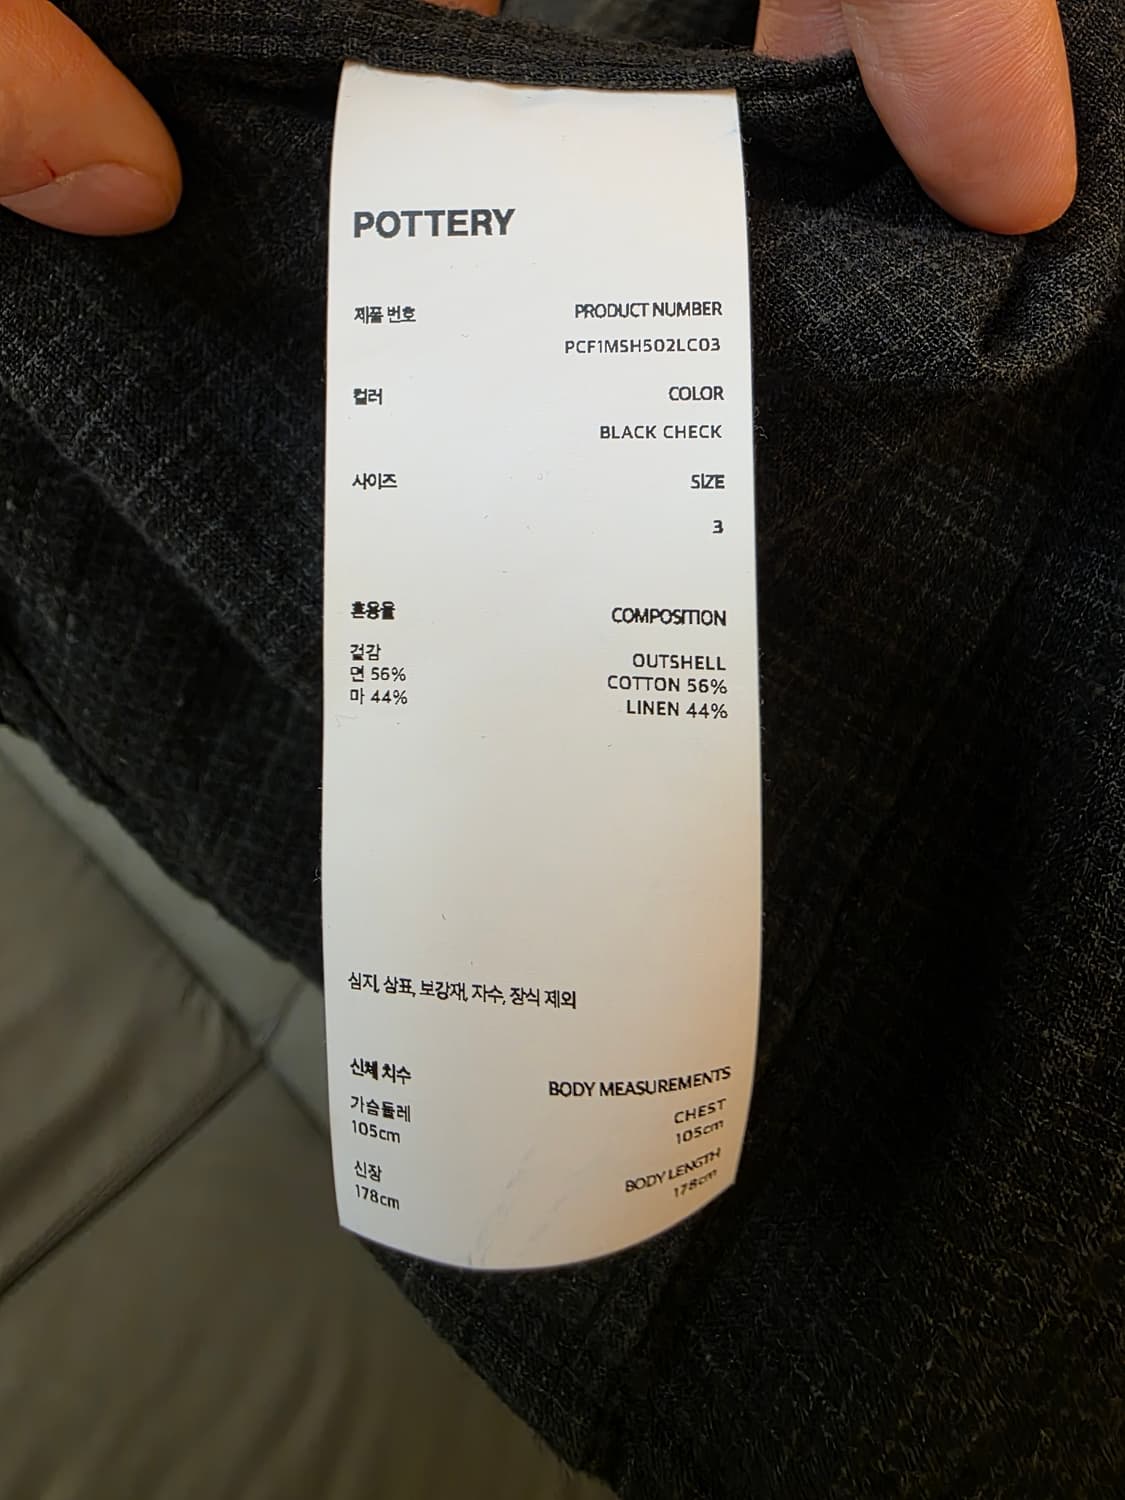 POTTERY
제품 번호 PRODUCT NUMBER
PCF1MSH502LC03
컬러 COLOR
BLACK CHECK
사이즈 SIZE
3
혼용율 COMPOSITION
겉감 OUTSHELL
면 56% COTTON 56%
마 44% LINEN 44%
심지, 상표, 보강재, 자수, 장식 제외
신체 치수 BODY MEASUREMENTS
가슴둘레 CHEST
105cm 105cm
신장 BODY LENGTH
178cm 178cm